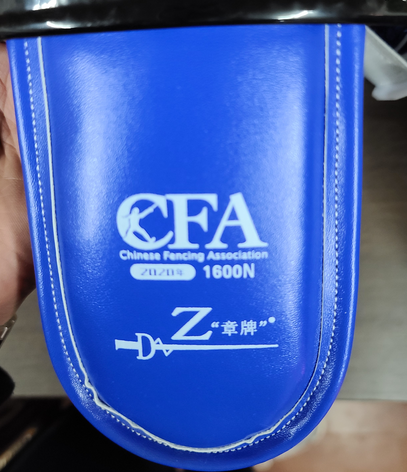 CFA
Chinese Fencing Association
2020年 1600N
Z“章牌”